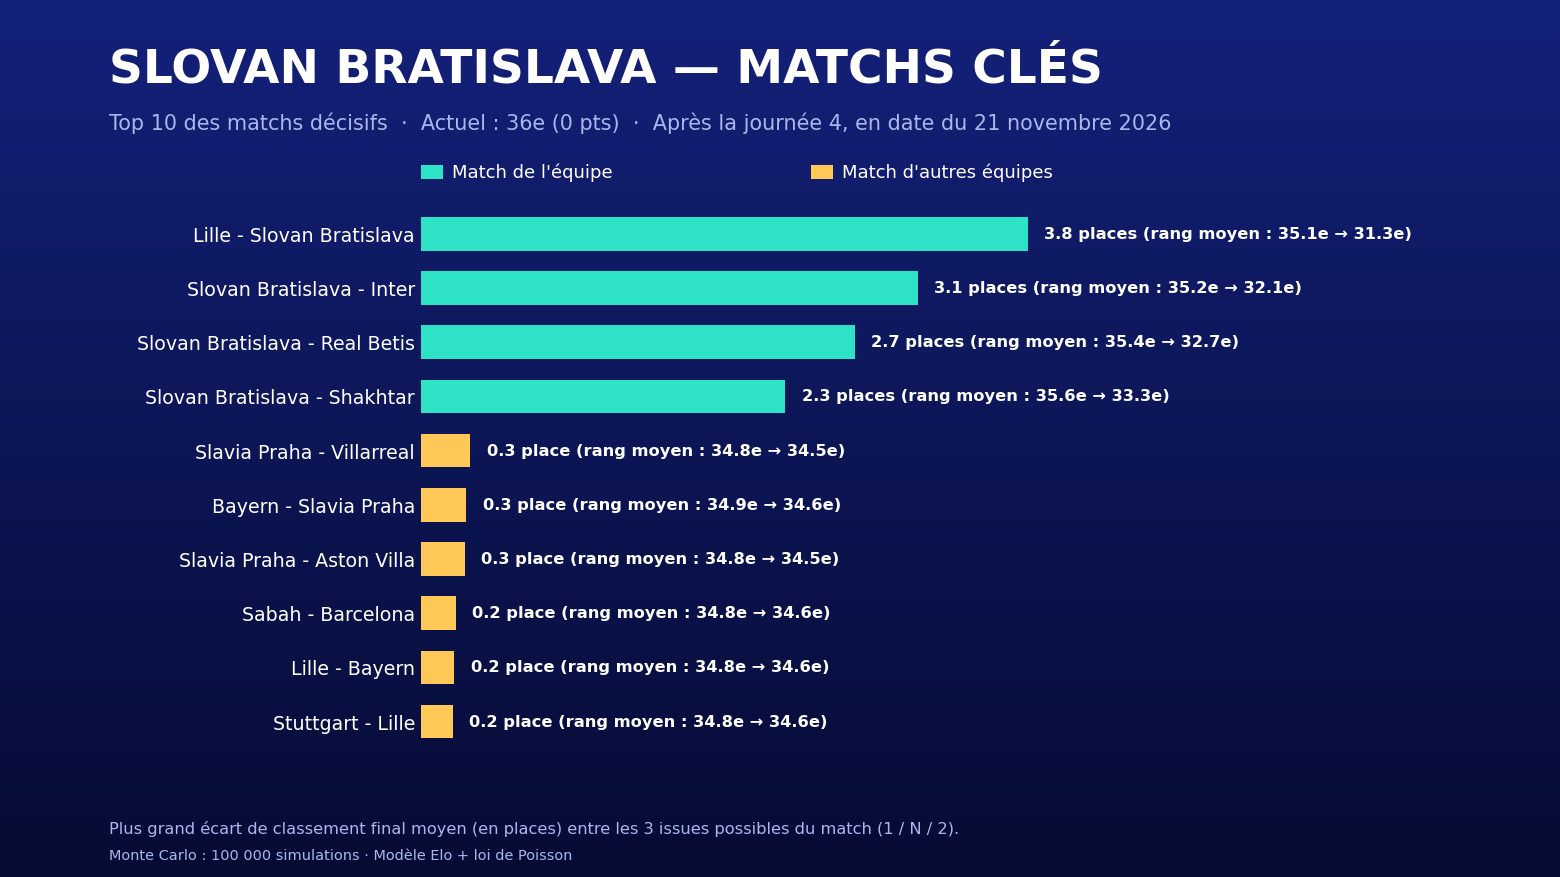 SLOVAN BRATISLAVA — MATCHS CLÉS
Top 10 des matchs décisifs · Actuel : 36e (0 pts) · Après la journée 4, en date du 21 novembre 2026
Match de l'équipe
Match d'autres équipes
Lille - Slovan Bratislava 3.8 places (rang moyen : 35.1e → 31.3e)
Slovan Bratislava - Inter 3.1 places (rang moyen : 35.2e → 32.1e)
Slovan Bratislava - Real Betis 2.7 places (rang moyen : 35.4e → 32.7e)
Slovan Bratislava - Shakhtar 2.3 places (rang moyen : 35.6e → 33.3e)
Slavia Praha - Villarreal 0.3 place (rang moyen : 34.8e → 34.5e)
Bayern - Slavia Praha 0.3 place (rang moyen : 34.9e → 34.6e)
Slavia Praha - Aston Villa 0.3 place (rang moyen : 34.8e → 34.5e)
Sabah - Barcelona 0.2 place (rang moyen : 34.8e → 34.6e)
Lille - Bayern 0.2 place (rang moyen : 34.8e → 34.6e)
Stuttgart - Lille 0.2 place (rang moyen : 34.8e → 34.6e)
Plus grand écart de classement final moyen (en places) entre les 3 issues possibles du match (1 / N / 2).
Monte Carlo : 100 000 simulations · Modèle Elo + loi de Poisson